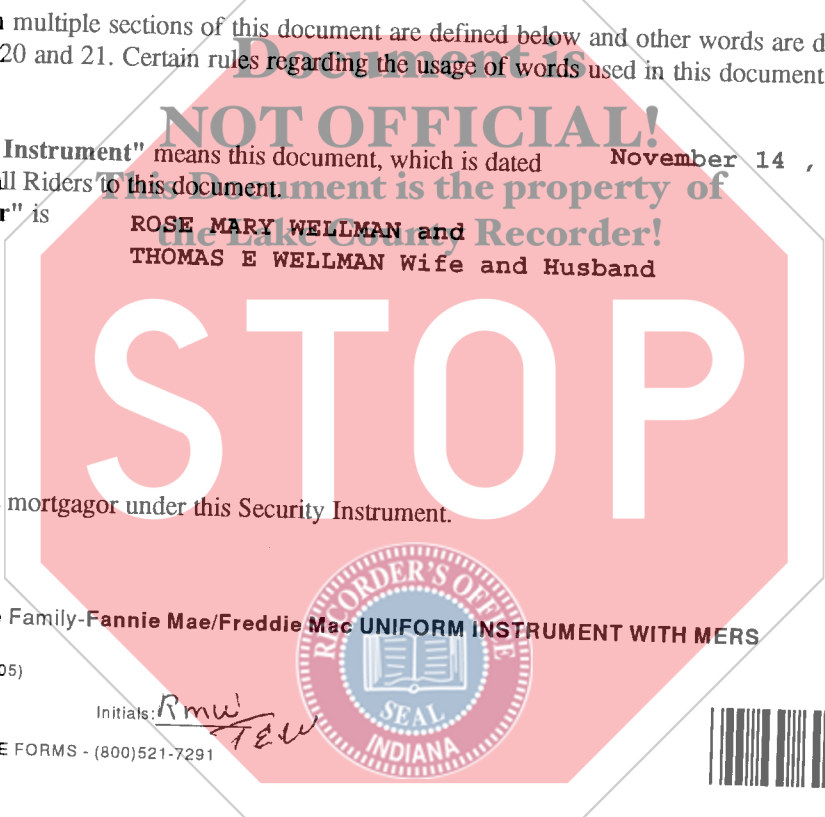 multiple sections of this document are defined below and other words are d
20 and 21. Certain rules regarding the usage of words used in this document
Document is
NOT OFFICIAL!
Instrument" means this document, which is dated November 14 ,
ll Riders to this document.
This Document is the property of
r" is
ROSE MARY WELLMAN and
the Lake County Recorder!
THOMAS E WELLMAN Wife and Husband
STOP
mortgagor under this Security Instrument.
RECORDER'S OFFICE
Family-Fannie Mae/Freddie Mac UNIFORM INSTRUMENT WITH MERS
05)
Initials: RMW
TEW
SEAL
INDIANA
E FORMS - (800)521-7291